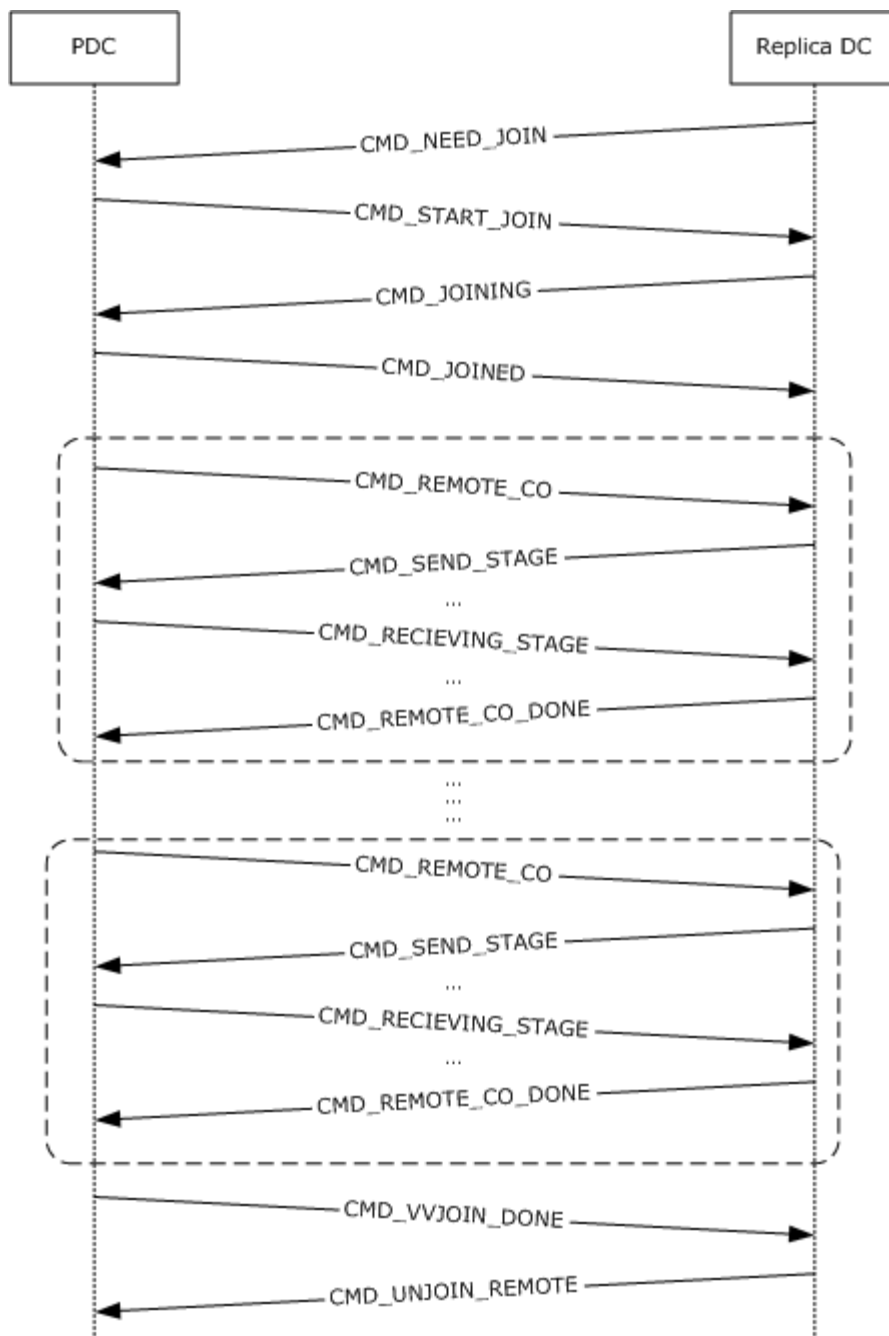 PDC
Replica DC
CMD_NEED_JOIN
CMD_START_JOIN
CMD_JOINING
CMD_JOINED
CMD_REMOTE_CO
CMD_SEND_STAGE
...
CMD_RECIEVING_STAGE
...
CMD_REMOTE_CO_DONE
...
...
...
CMD_REMOTE_CO
CMD_SEND_STAGE
...
CMD_RECIEVING_STAGE
...
CMD_REMOTE_CO_DONE
CMD_VVJOIN_DONE
CMD_UNJOIN_REMOTE